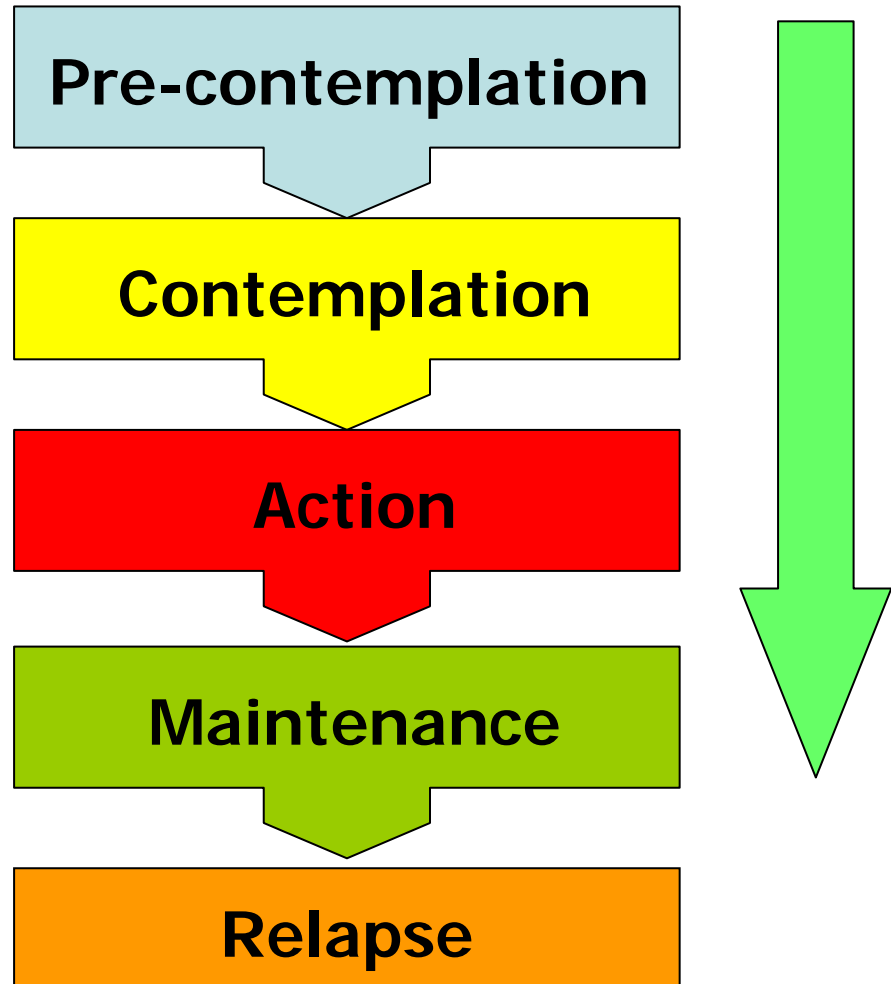 Pre-contemplation
Contemplation
Action
Maintenance
Relapse